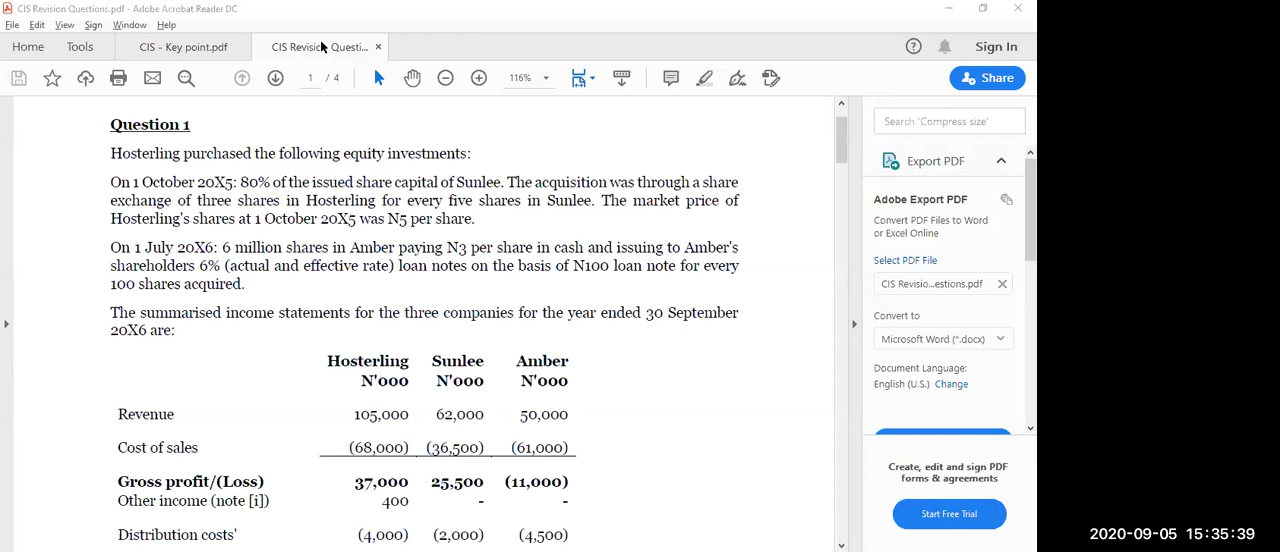 CIS Revision Questions.pdf - Adobe Acrobat Reader DC
File Edit View Sign Window Help
Home Tools CIS - Key point.pdf CIS Revision Questi... ×
Sign In
1 / 4 116% Share
Question 1
Hosterling purchased the following equity investments:
On 1 October 20X5: 80% of the issued share capital of Sunlee. The acquisition was through a share
exchange of three shares in Hosterling for every five shares in Sunlee. The market price of
Hosterling's shares at 1 October 20X5 was N5 per share.
On 1 July 20X6: 6 million shares in Amber paying N3 per share in cash and issuing to Amber's
shareholders 6% (actual and effective rate) loan notes on the basis of N100 loan note for every
100 shares acquired.
The summarised income statements for the three companies for the year ended 30 September
20X6 are:
Hosterling Sunlee Amber
N'000 N'000 N'000
Revenue 105,000 62,000 50,000
Cost of sales (68,000) (36,500) (61,000)
Gross profit/(Loss) 37,000 25,500 (11,000)
Other income (note [i]) 400 - -
Distribution costs' (4,000) (2,000) (4,500)
Search 'Compress size'
Export PDF
Adobe Export PDF
Convert PDF Files to Word
or Excel Online
Select PDF File
CIS Revisio...estions.pdf ×
Convert to
Microsoft Word (*.docx)
Document Language:
English (U.S.) Change
Create, edit and sign PDF
forms & agreements
Start Free Trial
2020-09-05 15:35:39